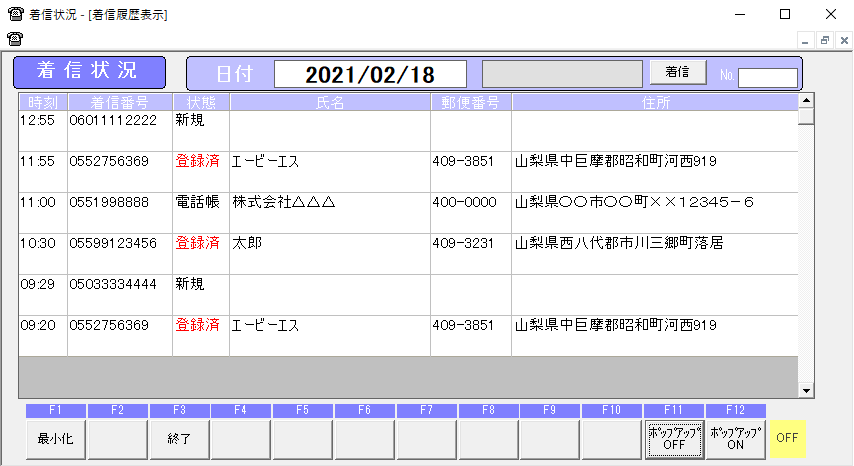 着信状況 - [着信履歴表示]
着信状況 日付 2021/02/18 着信 No.
時刻 着信番号 状態 氏名 郵便番号 住所
12:55 06011112222 新規
11:55 0552756369 登録済 エービーエス 409-3851 山梨県中巨摩郡昭和町河西919
11:00 0551998888 電話帳 株式会社△△△ 400-0000 山梨県〇〇市〇〇町××12345-6
10:30 05599123456 登録済 太郎 409-3231 山梨県西八代郡市川三郷町落居
09:29 05033334444 新規
09:20 0552756369 登録済 エービーエス 409-3851 山梨県中巨摩郡昭和町河西919
F1 F2 F3 F4 F5 F6 F7 F8 F9 F10 F11 F12
最小化 終了 ポップアップ OFF ポップアップ ON OFF